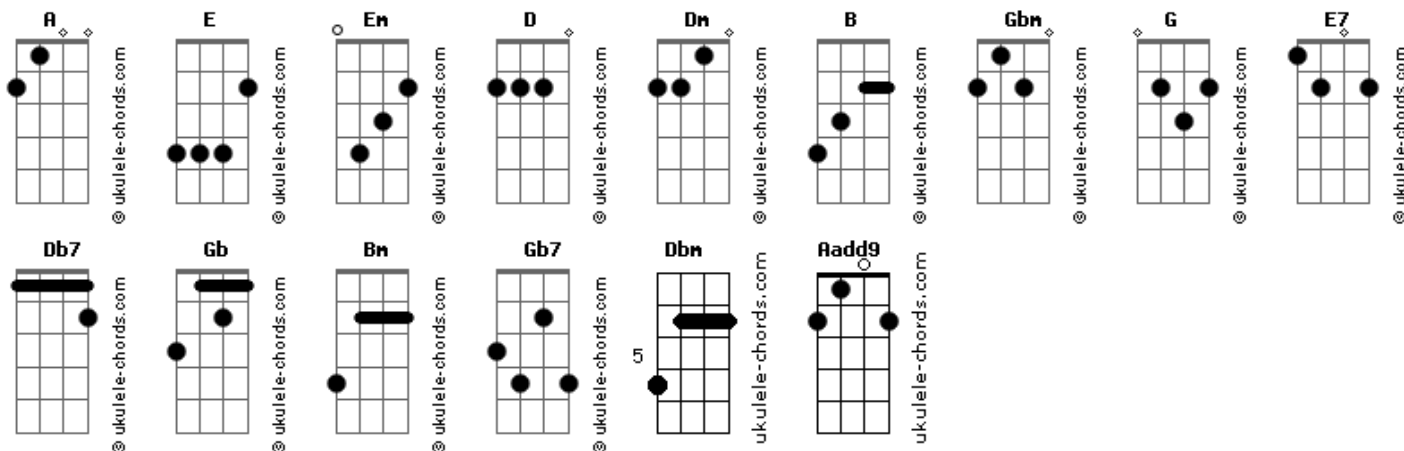 A E Em D Dm B Gbm G E7
© ukulele-chords.com © ukulele-chords.com © ukulele-chords.com © ukulele-chords.com © ukulele-chords.com © ukulele-chords.com © ukulele-chords.com © ukulele-chords.com © ukulele-chords.com
Db7 Gb Bm Gb7 Dbm Aadd9
© ukulele-chords.com © ukulele-chords.com © ukulele-chords.com © ukulele-chords.com 5 ukulele-chords.com ukulele-chords.com